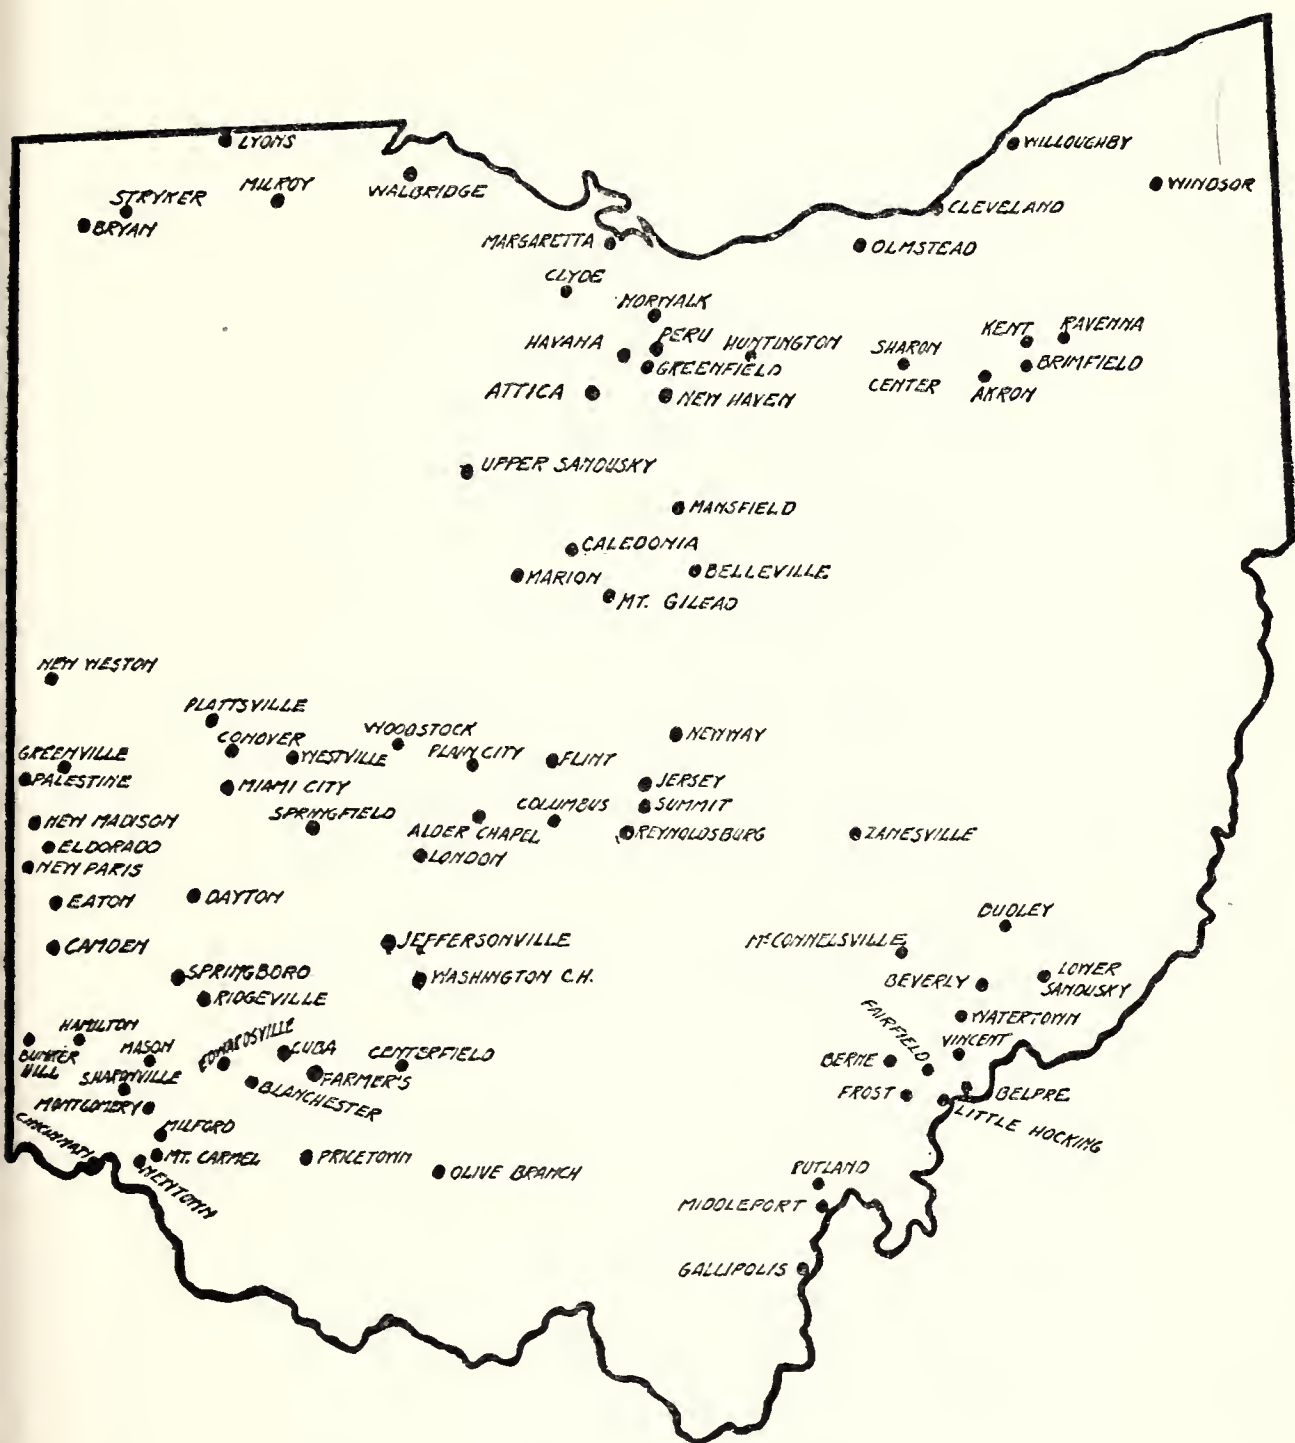 LYONS
WILLOUGHBY
STRYKER
MILROY
WALBRIDGE
WINDSOR
BRYAN
CLEVELAND
MARGARETTA
OLMSTEAD
CLYDE
NORWALK
HAVANA
PERU
HUNTINGTON
SHARON
CENTER
KENT
RAVENNA
GREENFIELD
BRIMFIELD
ATTICA
NEW HAVEN
AKRON
UPPER SANDUSKY
MANSFIELD
CALEDONIA
MARION
BELLEVILLE
MT. GILEAD
NEW WESTON
PLATTSVILLE
CONOVER
WESTVILLE
WOODSTOCK
PLAIN CITY
FLINT
NEWWAY
GREENVILLE
PALESTINE
MIAMI CITY
JERSEY
SUMMIT
NEW MADISON
SPRINGFIELD
ALDER CHAPEL
COLUMBUS
REYNOLDSBURG
ZANESVILLE
ELDORADO
LONDON
NEW PARIS
EATON
DAYTON
DUDLEY
CAMDEN
JEFFERSONVILLE
McCONNELSVILLE
SPRINGBORO
WASHINGTON C.H.
BEVERLY
LOWER
SANDUSKY
RIDGEVILLE
WATERTOWN
HAMILTON
BUNKER
HILL
MASON
EDWARDSVILLE
CUBA
CENTERFIELD
FAIRFIELD
VINCENT
BERNE
SHARONVILLE
BLANCHESTER
FARMER'S
FROST
BELPRE
MONTGOMERY
LITTLE HOCKING
MILFORD
CINCINNATI
MT. CARMEL
NEWTOWN
PRICETOWN
OLIVE BRANCH
RUTLAND
MIDDLEPORT
GALLIPOLIS